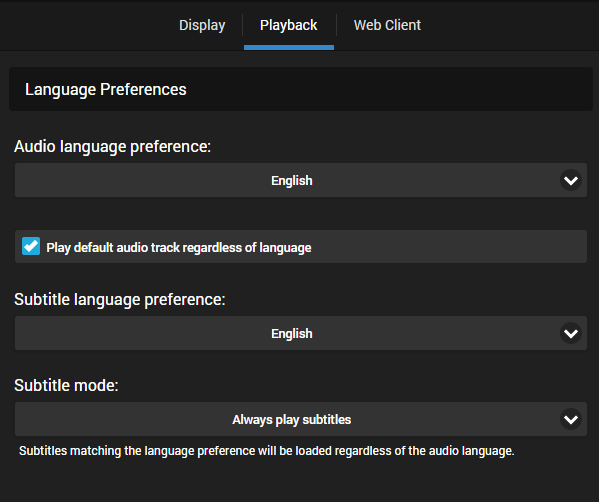 Display Playback Web Client
Language Preferences
Audio language preference:
English
Play default audio track regardless of language
Subtitle language preference:
English
Subtitle mode:
Always play subtitles
Subtitles matching the language preference will be loaded regardless of the audio language.